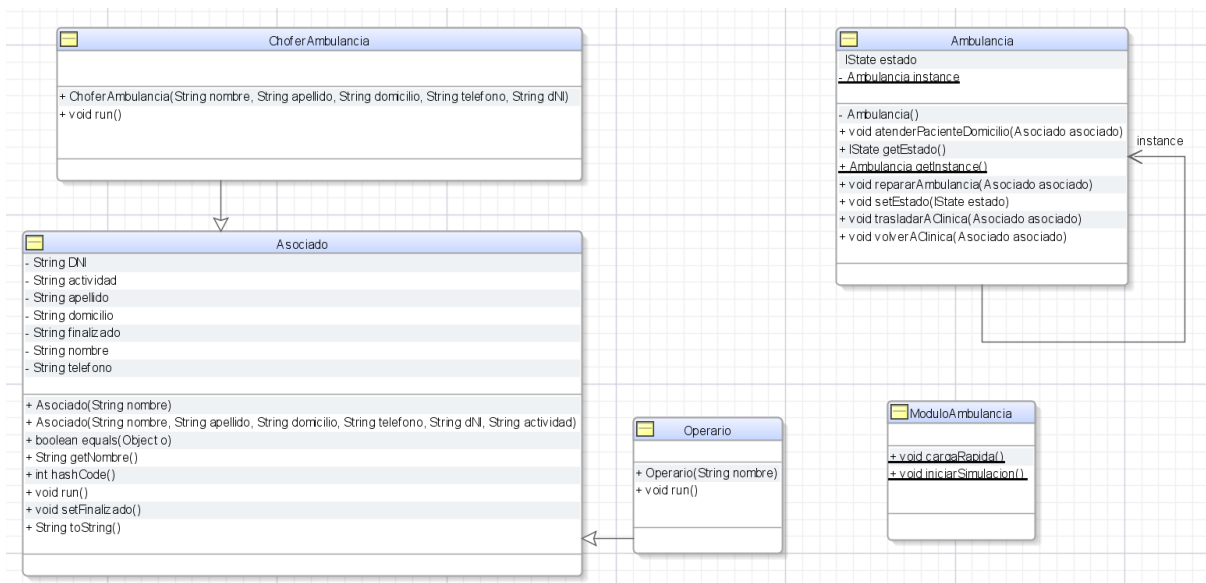 ChoferAmbulancia
+ ChoferAmbulancia(String nombre, String apellido, String domicilio, String telefono, String dNI)
+ void run()
Asociado
- String DNI
- String actividad
- String apellido
- String domicilio
- String finalizado
- String nombre
- String telefono
+ Asociado(String nombre)
+ Asociado(String nombre, String apellido, String domicilio, String telefono, String dNI, String actividad)
+ boolean equals(Object o)
+ String getNombre()
+ int hashCode()
+ void run()
+ void setFinalizado()
+ String toString()
Operario
+ Operario(String nombre)
+ void run()
Ambulancia
IState estado
- Ambulancia instance
- Ambulancia()
+ void atenderPacienteDomicilio(Asociado asociado)
+ IState getEstado()
+ Ambulancia getInstance()
+ void repararAmbulancia(Asociado asociado)
+ void setEstado(IState estado)
+ void trasladarAClinica(Asociado asociado)
+ void volverAClinica(Asociado asociado)
instance
ModuloAmbulancia
+ void cargaRapida()
+ void iniciarSimulacion()